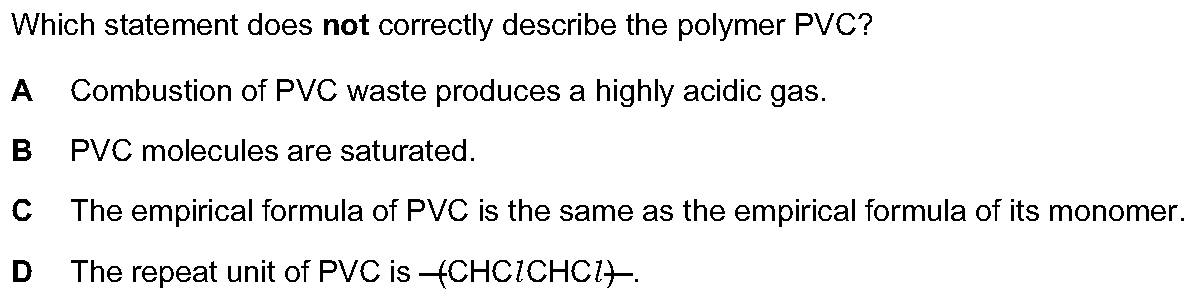 Which statement does not correctly describe the polymer PVC?
A Combustion of PVC waste produces a highly acidic gas.
B PVC molecules are saturated.
C The empirical formula of PVC is the same as the empirical formula of its monomer.
D The repeat unit of PVC is –(CHClCHCl)–.